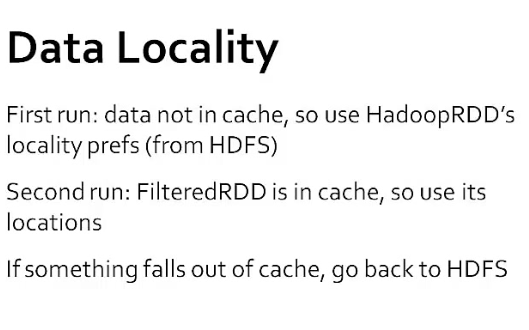 Data Locality
First run: data not in cache, so use HadoopRDD’s
locality prefs (from HDFS)
Second run: FilteredRDD is in cache, so use its
locations
If something falls out of cache, go back to HDFS